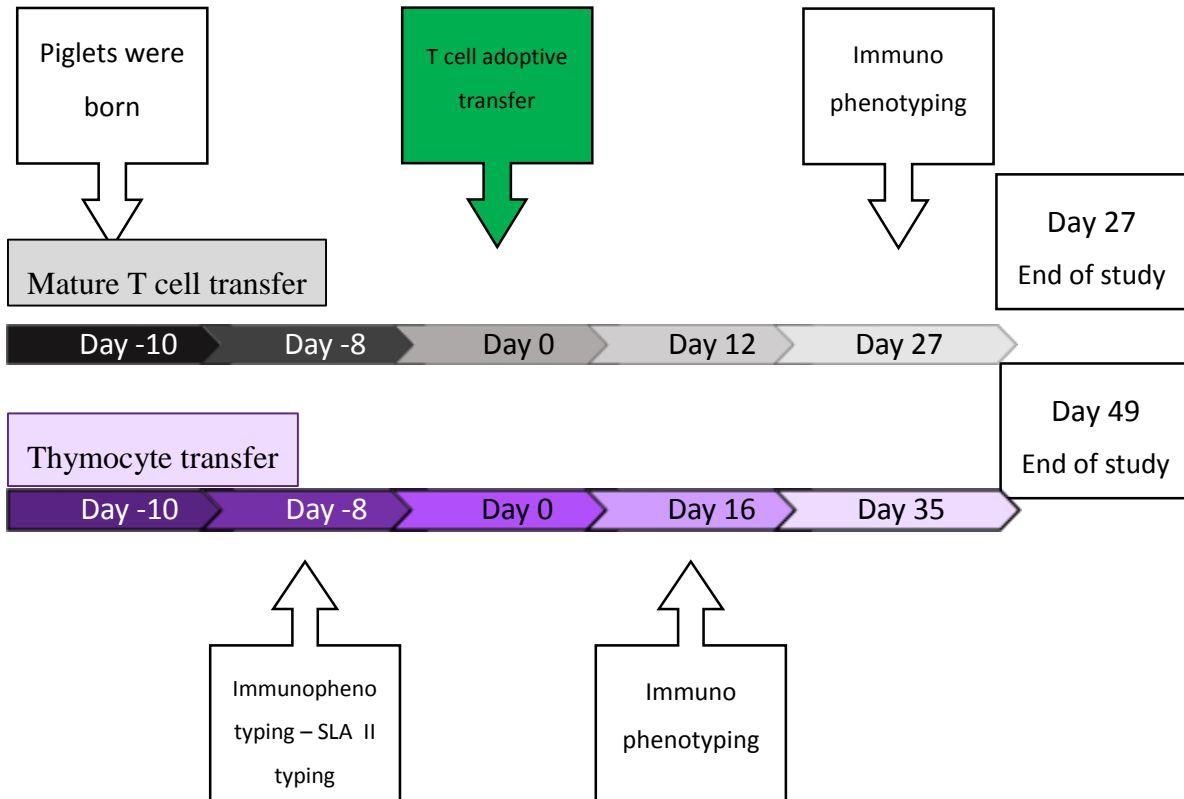 Piglets were
born
T cell adoptive
transfer
Immuno
phenotyping
Day 27
End of study
Mature T cell transfer
Day -10 Day -8 Day 0 Day 12 Day 27
Day 49
End of study
Thymocyte transfer
Day -10 Day -8 Day 0 Day 16 Day 35
Immunopheno
typing – SLA II
typing
Immuno
phenotyping